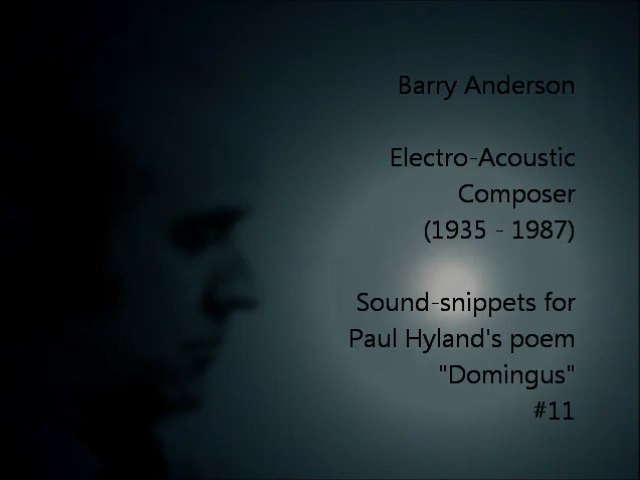 Barry Anderson
Electro-Acoustic
Composer
(1935 - 1987)
Sound-snippets for
Paul Hyland's poem
"Domingus"
#11